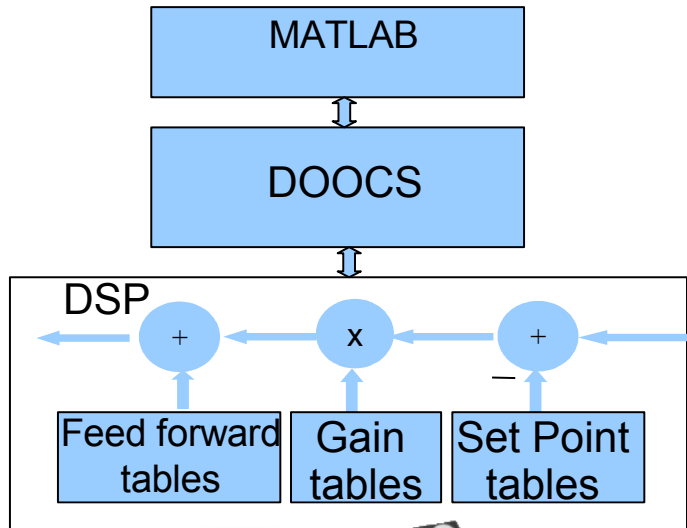 MATLAB
DOOCS
DSP
+ x +
—
Feed forward
tables
Gain
tables
Set Point
tables